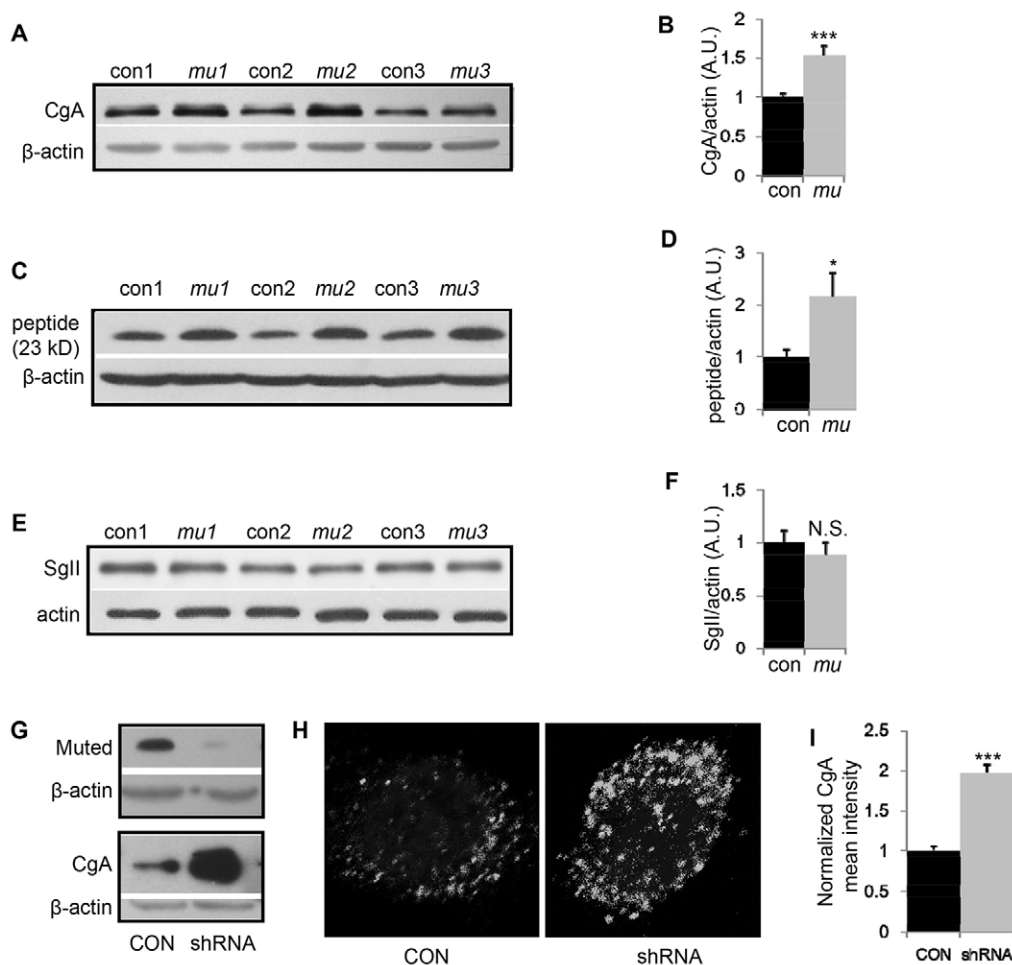 A
con1 mu1 con2 mu2 con3 mu3
CgA
β-actin
B
CgA/actin (A.U.)
2
1.5
1
0.5
0
***
con mu
C
con1 mu1 con2 mu2 con3 mu3
peptide
(23 kD)
β-actin
D
peptide/actin (A.U.)
3
2
1
0
*
con mu
E
con1 mu1 con2 mu2 con3 mu3
SgII
actin
F
SgII/actin (A.U.)
1.5
1
0.5
0
N.S.
con mu
G
Muted
β-actin
CgA
β-actin
CON shRNA
H
CON shRNA
I
Normalized CgA
mean intensity
2.5
2
1.5
1
0.5
0
***
CON shRNA